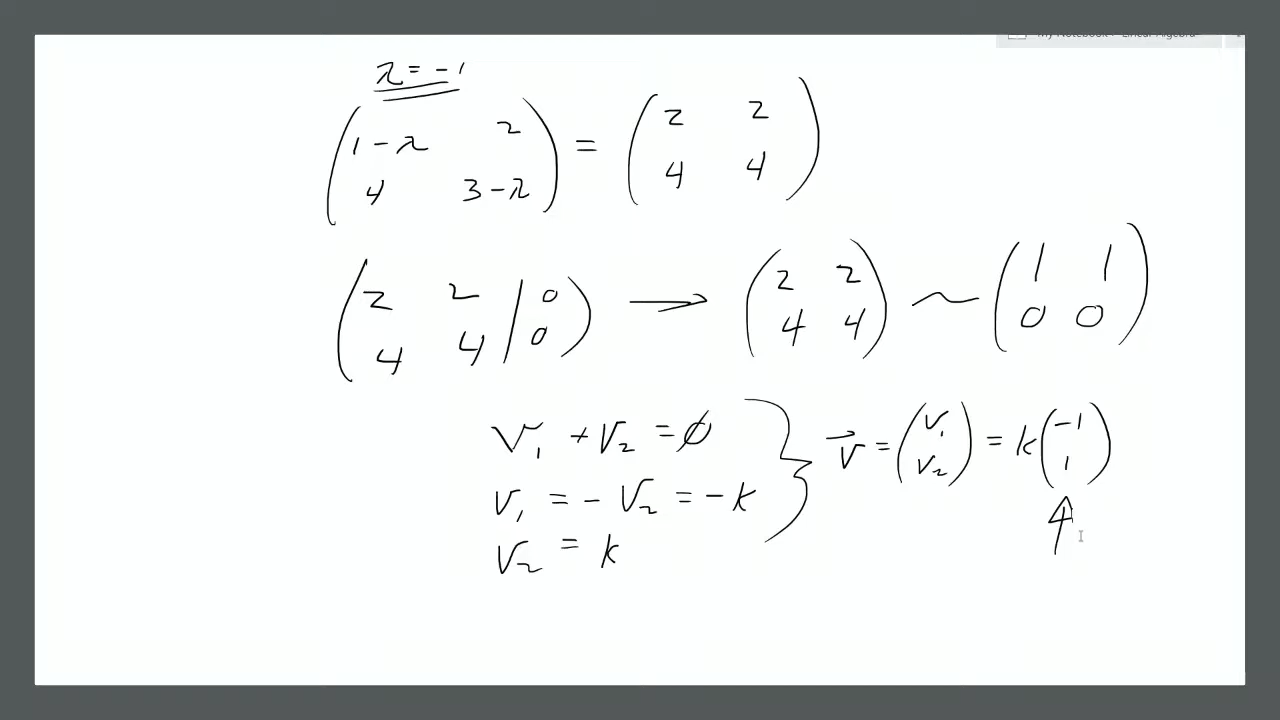 λ = -1
(1-λ 2
4 3-λ) = (2 2
4 4)
(2 2 | 0
4 4 | 0) → (2 2
4 4) ~ (1 1
0 0)
v₁ + v₂ = 0
v₁ = - v₂ = - k
v₂ = k
v⃗ = (v₁
v₂) = k (-1
1)